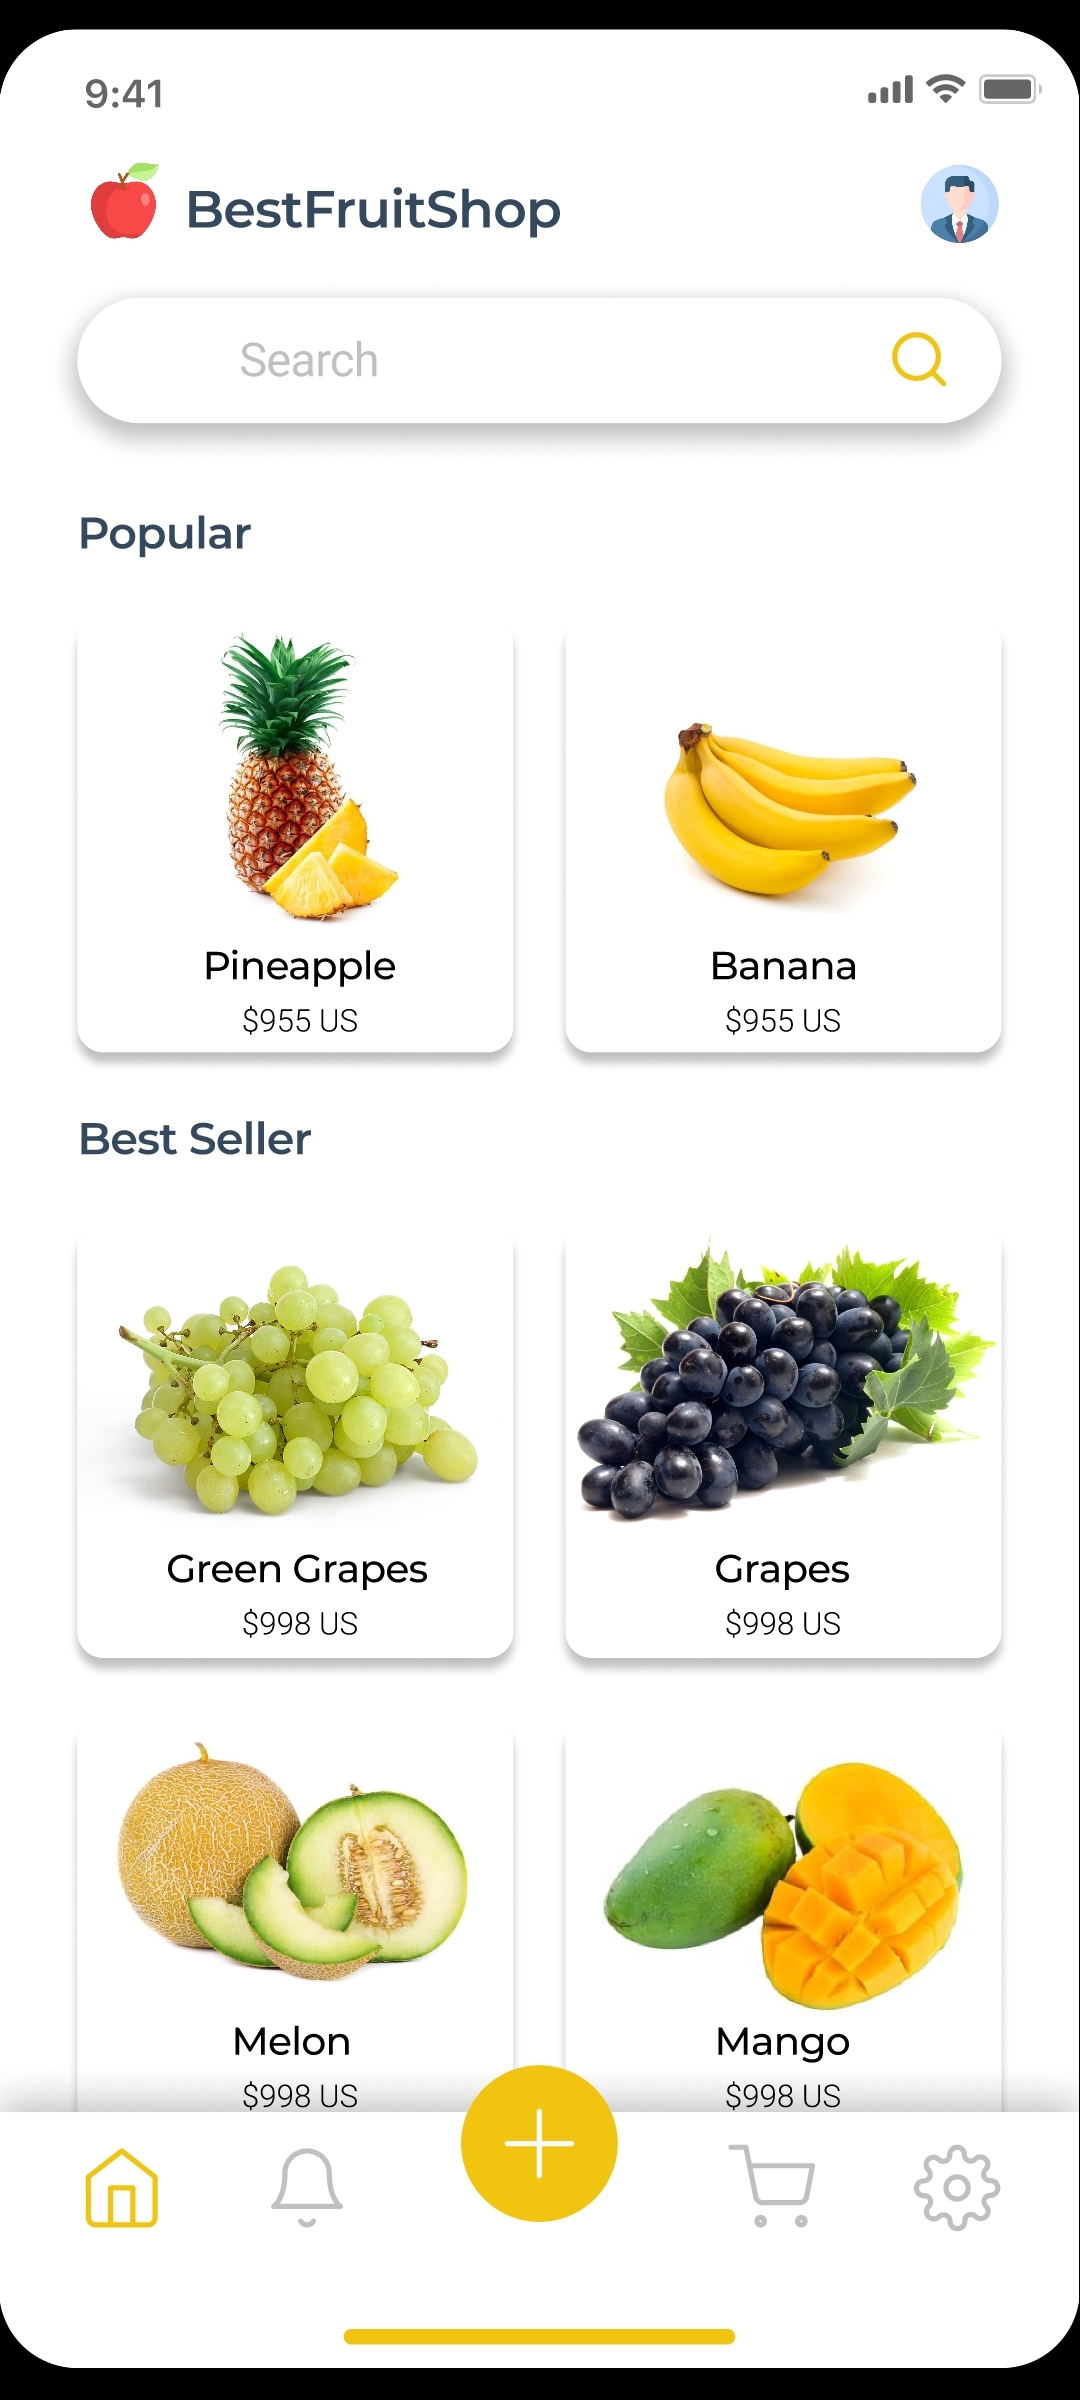 9:41
BestFruitShop
Search
Popular
Pineapple
$955 US
Banana
$955 US
Best Seller
Green Grapes
$998 US
Grapes
$998 US
Melon
$998 US
Mango
$998 US